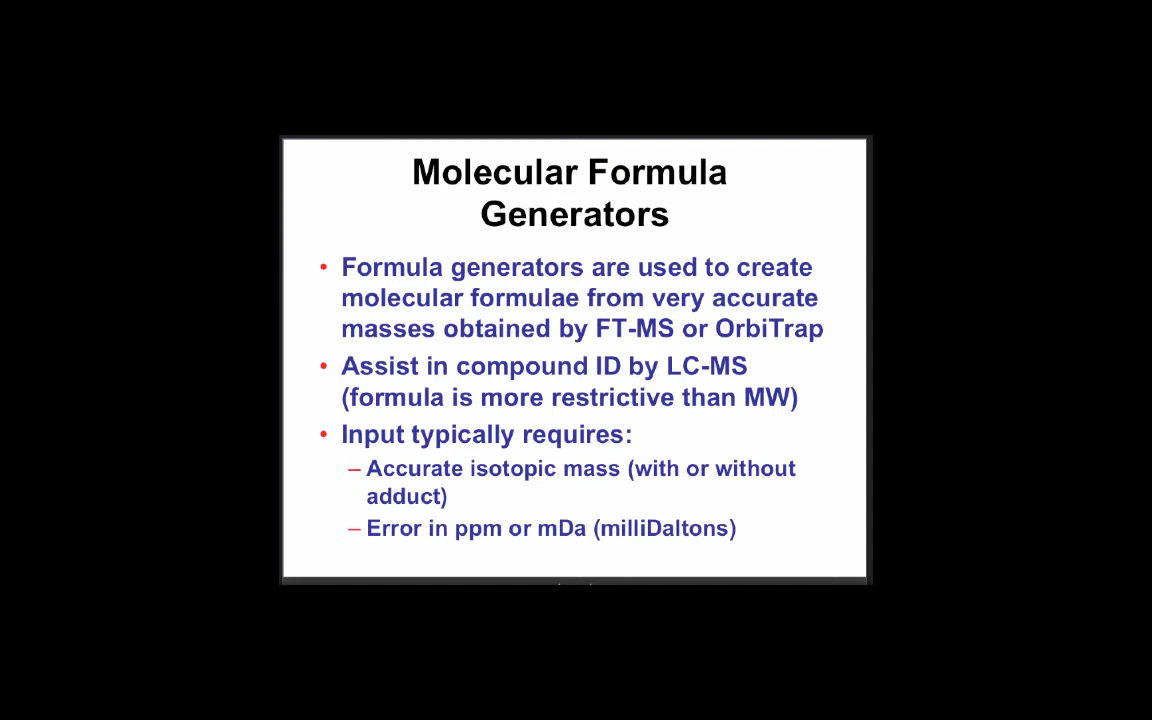 Molecular Formula
Generators
• Formula generators are used to create
molecular formulae from very accurate
masses obtained by FT-MS or OrbiTrap
• Assist in compound ID by LC-MS
(formula is more restrictive than MW)
• Input typically requires:
– Accurate isotopic mass (with or without
adduct)
– Error in ppm or mDa (milliDaltons)